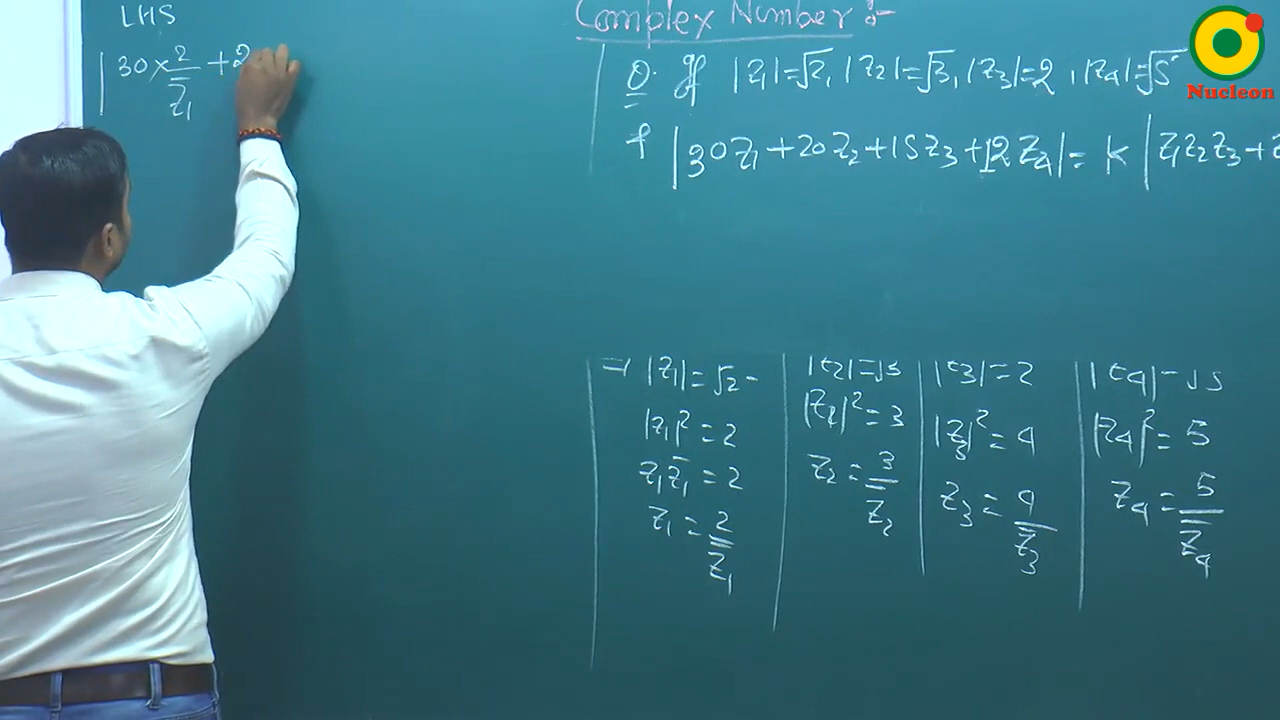 LHS
|30×2/z̄₁ + 2
Complex Number :-
Q. If |z₁|=√2, |z₂|=√3, |z₃|=2, |z₄|=√5
& |30z₁+20z₂+15z₃+12z₄| = k |z₁z₂z₃+
Nucleon
⇒ |z₁|=√2
|z₁|²=2
z₁z̄₁=2
z₁=2/z̄₁
|z₂|=√3
|z₂|²=3
z₂=3/z̄₂
|z₃|=2
|z₃|²=4
z₃=4/z̄₃
|z₄|=√5
|z₄|²=5
z₄=5/z̄₄